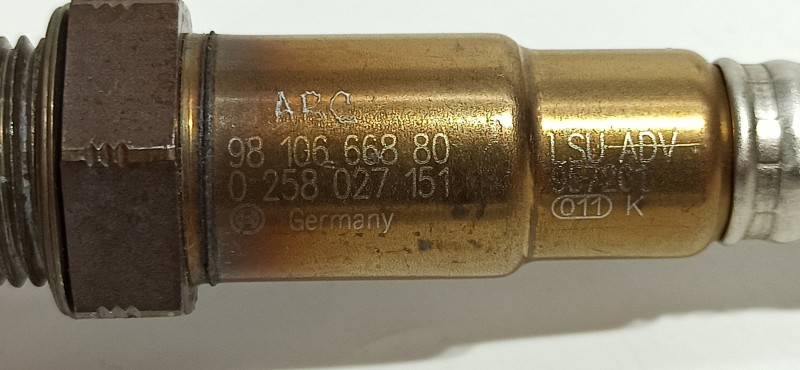 ARC
98 106 668 80
0 258 027 151
Germany
LSU ADV
011 K